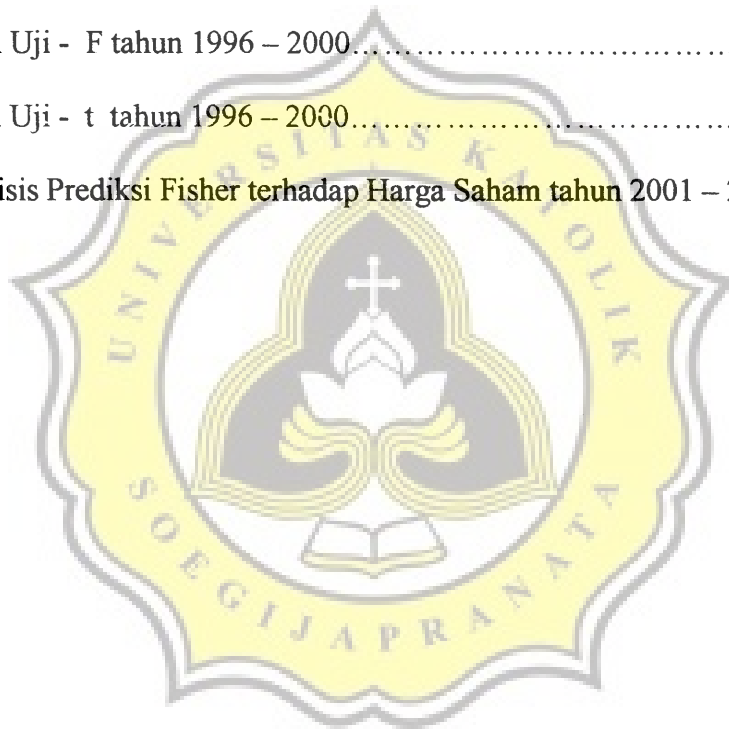 Uji - F tahun 1996 – 2000……………………………………
Uji - t tahun 1996 – 2000……………………………………
isis Prediksi Fisher terhadap Harga Saham tahun 2001 –
UNIVERSITAS KATOLIK
SOEGIJAPRANATA